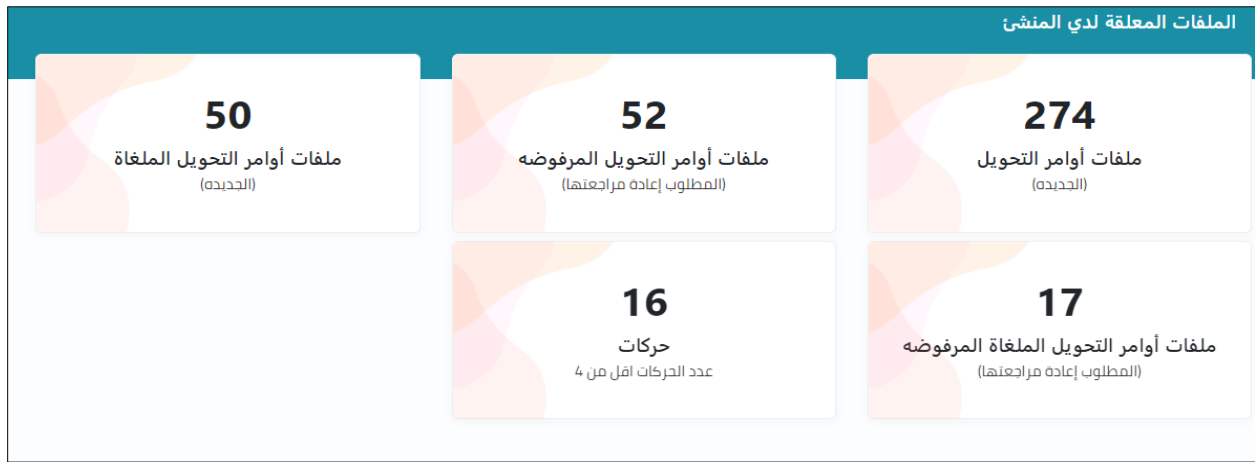 الملفات المعلقة لدي المنشئ
274
ملفات أوامر التحويل
(الجديده)
52
ملفات أوامر التحويل المرفوضه
(المطلوب إعادة مراجعتها)
50
ملفات أوامر التحويل الملغاة
(الجديده)
17
ملفات أوامر التحويل الملغاة المرفوضه
(المطلوب إعادة مراجعتها)
16
حركات
عدد الحركات اقل من 4